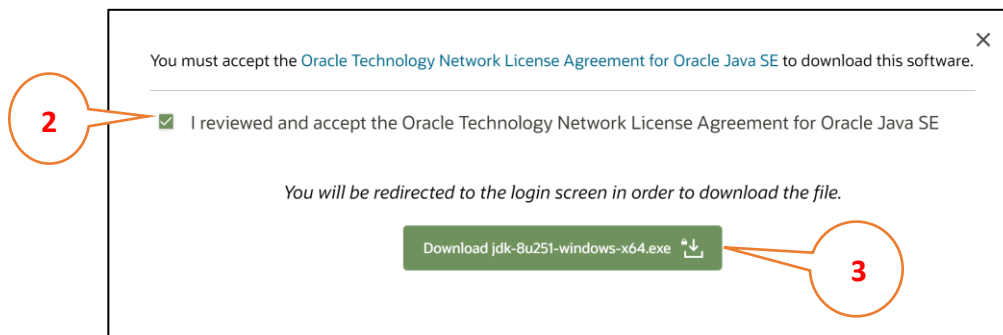 You must accept the Oracle Technology Network License Agreement for Oracle Java SE to download this software.
2
I reviewed and accept the Oracle Technology Network License Agreement for Oracle Java SE
You will be redirected to the login screen in order to download the file.
Download jdk-8u251-windows-x64.exe
3